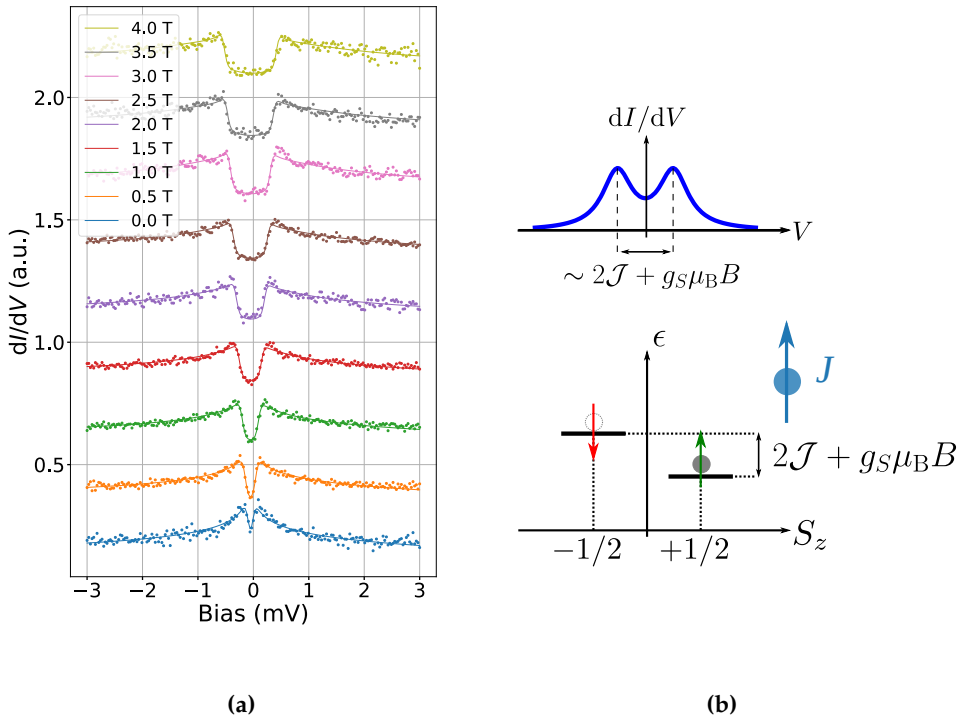 4.0 T
3.5 T
3.0 T
2.5 T
2.0 T
1.5 T
1.0 T
0.5 T
0.0 T
2.0
1.5
1.0
0.5
dI/dV (a.u.)
−3 −2 −1 0 1 2 3
Bias (mV)
(a)
dI/dV
V
∼ 2𝒥 + g_Sμ_BB
ϵ
J
2𝒥 + g_Sμ_BB
−1/2 +1/2 S_z
(b)